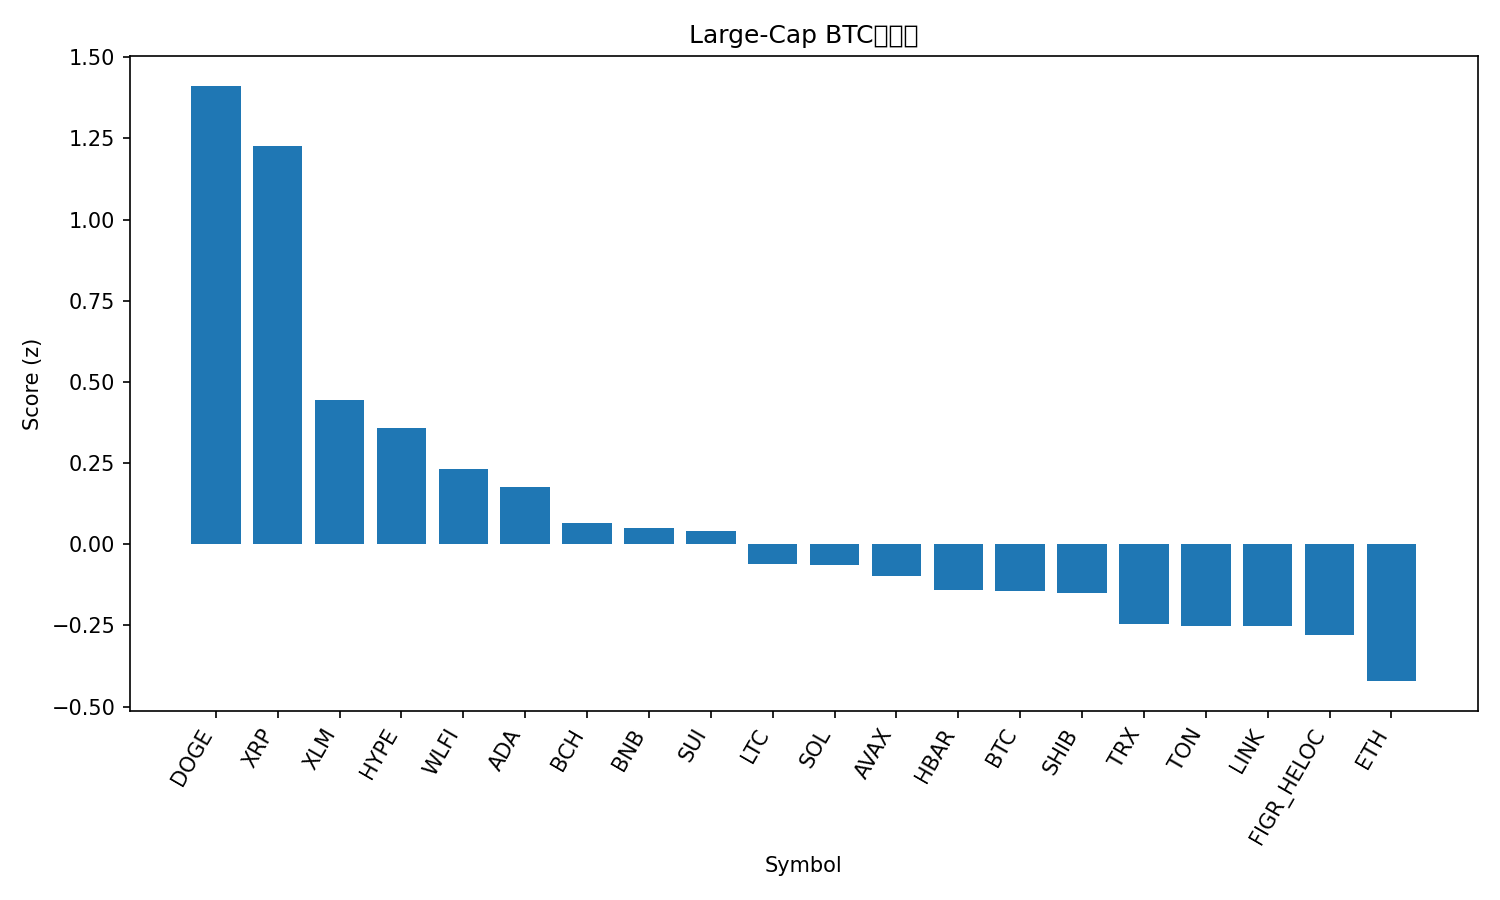 Large-Cap BTC
1.50
1.25
1.00
0.75
0.50
0.25
0.00
−0.25
−0.50
Score (z)
DOGE XRP XLM HYPE WLFI ADA BCH BNB SUI LTC SOL AVAX HBAR BTC SHIB TRX TON LINK FIGR_HELOC ETH
Symbol